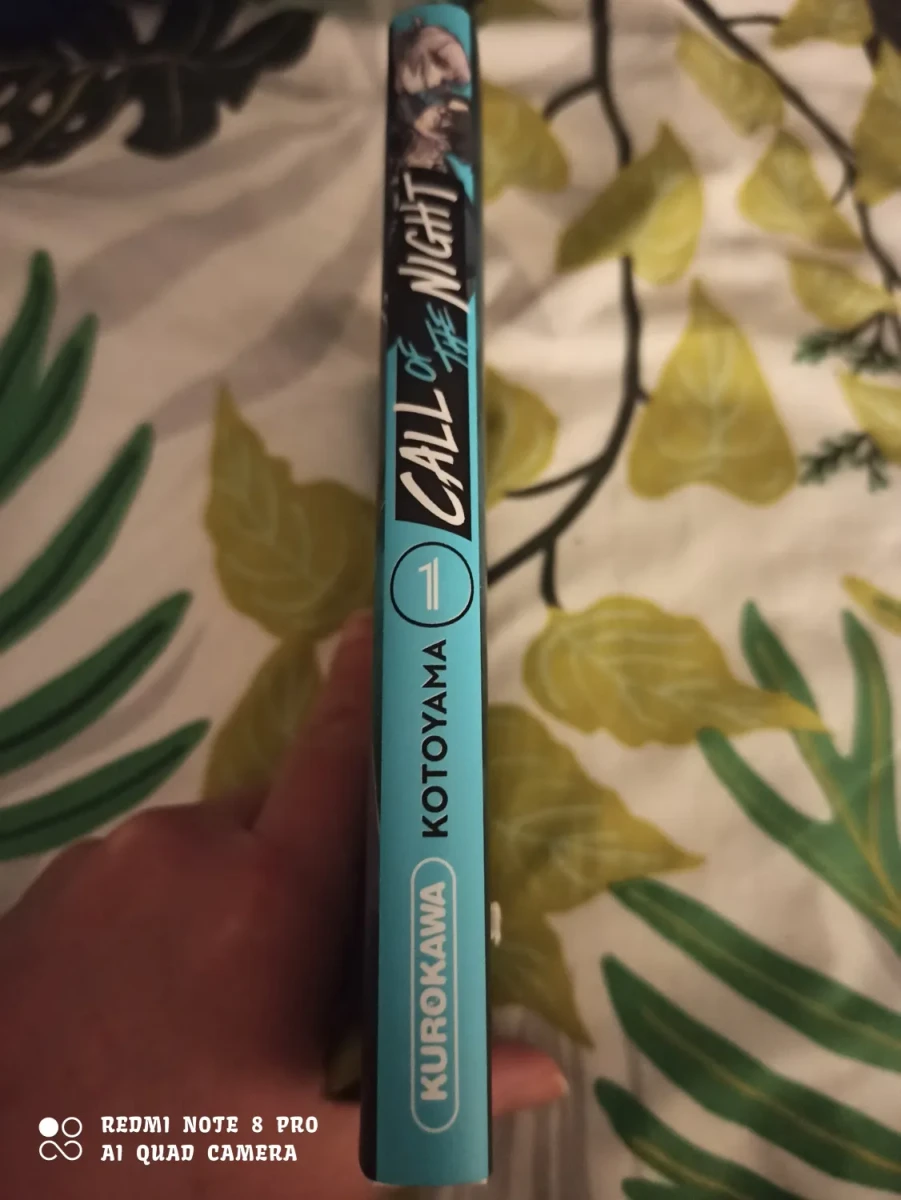 CALL OF THE NIGHT
1
KOTOYAMA
KUROKAWA
REDMI NOTE 8 PRO
AI QUAD CAMERA